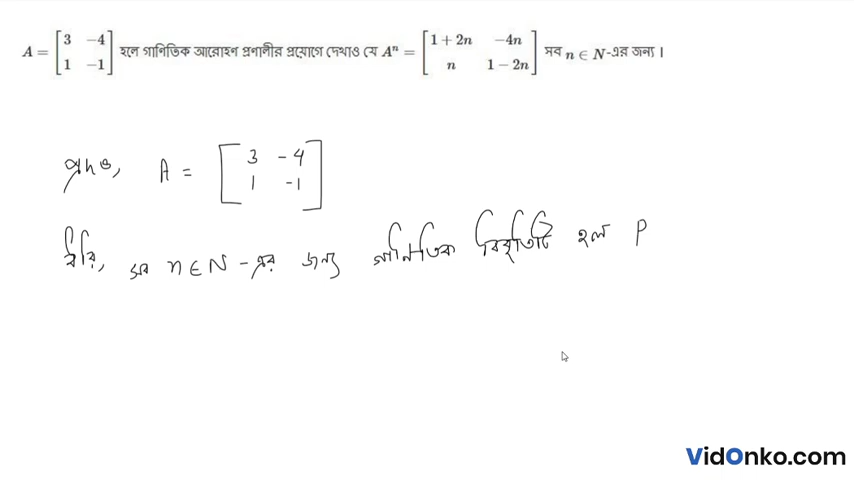 A = [3 -4; 1 -1] হলে গাণিতিক আরোহন প্রণালীর প্রয়োগে দেখাও যে Aⁿ = [1 + 2n -4n; n 1 - 2n] সব n ∈ N-এর জন্য ।
প্রদত্ত, A = [3 -4; 1 -1]
ধরি, সব n ∈ N - এর জন্য গাণিতিক বিবৃতিটি হল P
VidOnko.com